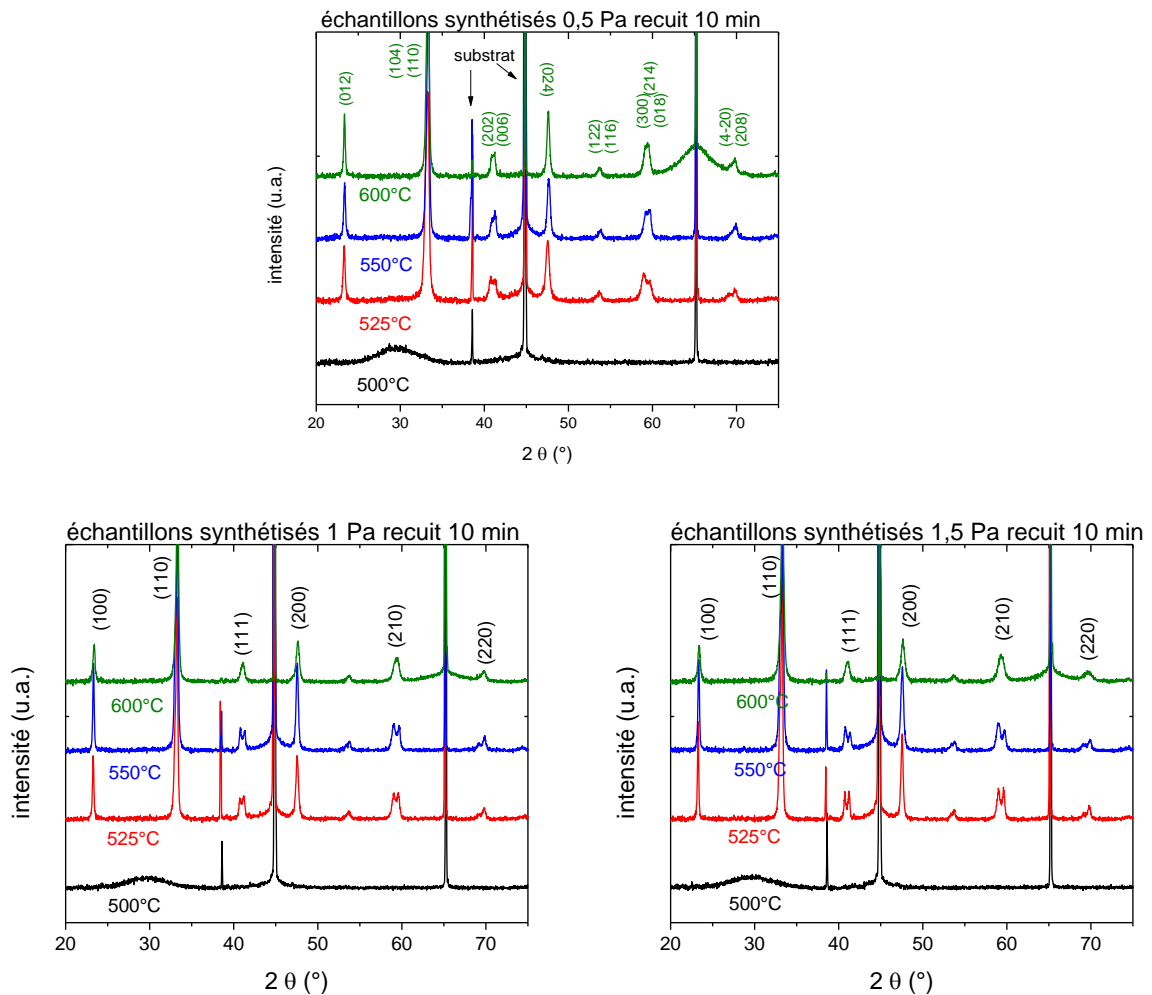 échantillons synthétisés 0,5 Pa recuit 10 min
intensité (u.a.)
(012)
(104)
(110)
substrat
(202)
(006)
(024)
(122)
(116)
(300)
(214)
(018)
(4-20)
(208)
600°C
550°C
525°C
500°C
20 30 40 50 60 70
2 θ (°)
échantillons synthétisés 1 Pa recuit 10 min
intensité (u.a.)
(100)
(110)
(111)
(200)
(210)
(220)
600°C
550°C
525°C
500°C
20 30 40 50 60 70
2 θ (°)
échantillons synthétisés 1,5 Pa recuit 10 min
intensité (u.a.)
(100)
(110)
(111)
(200)
(210)
(220)
600°C
550°C
525°C
500°C
20 30 40 50 60 70
2 θ (°)